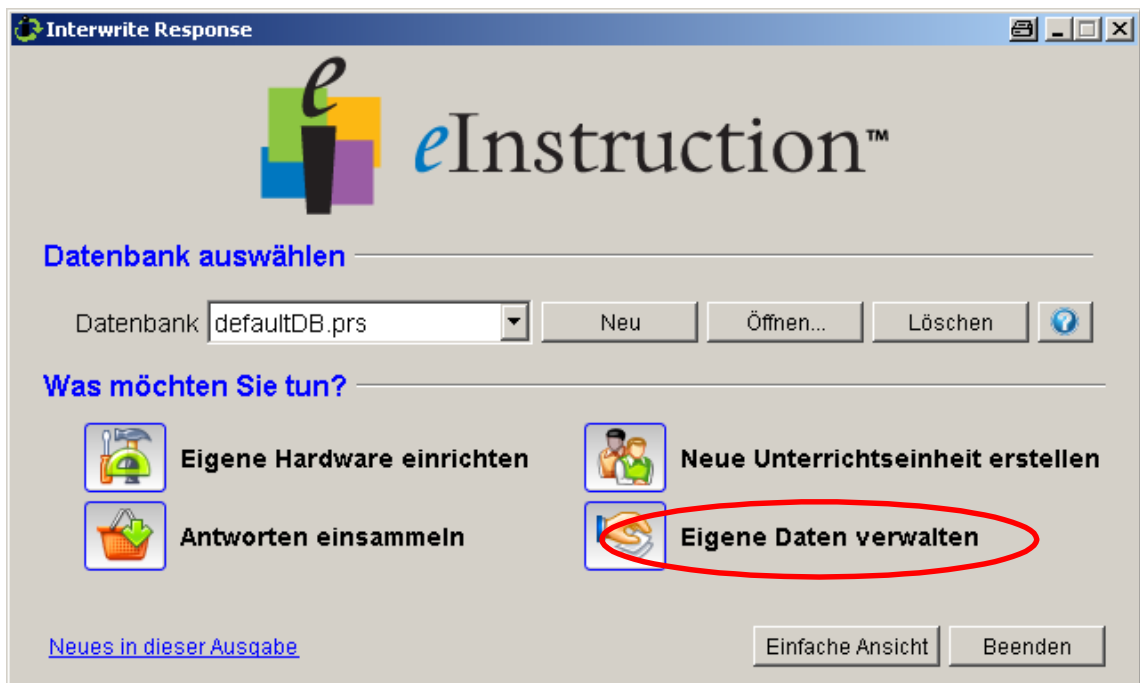 Interwrite Response
eInstruction™
Datenbank auswählen
Datenbank defaultDB.prs Neu Öffnen... Löschen
Was möchten Sie tun?
Eigene Hardware einrichten Neue Unterrichtseinheit erstellen
Antworten einsammeln Eigene Daten verwalten
Neues in dieser Ausgabe Einfache Ansicht Beenden